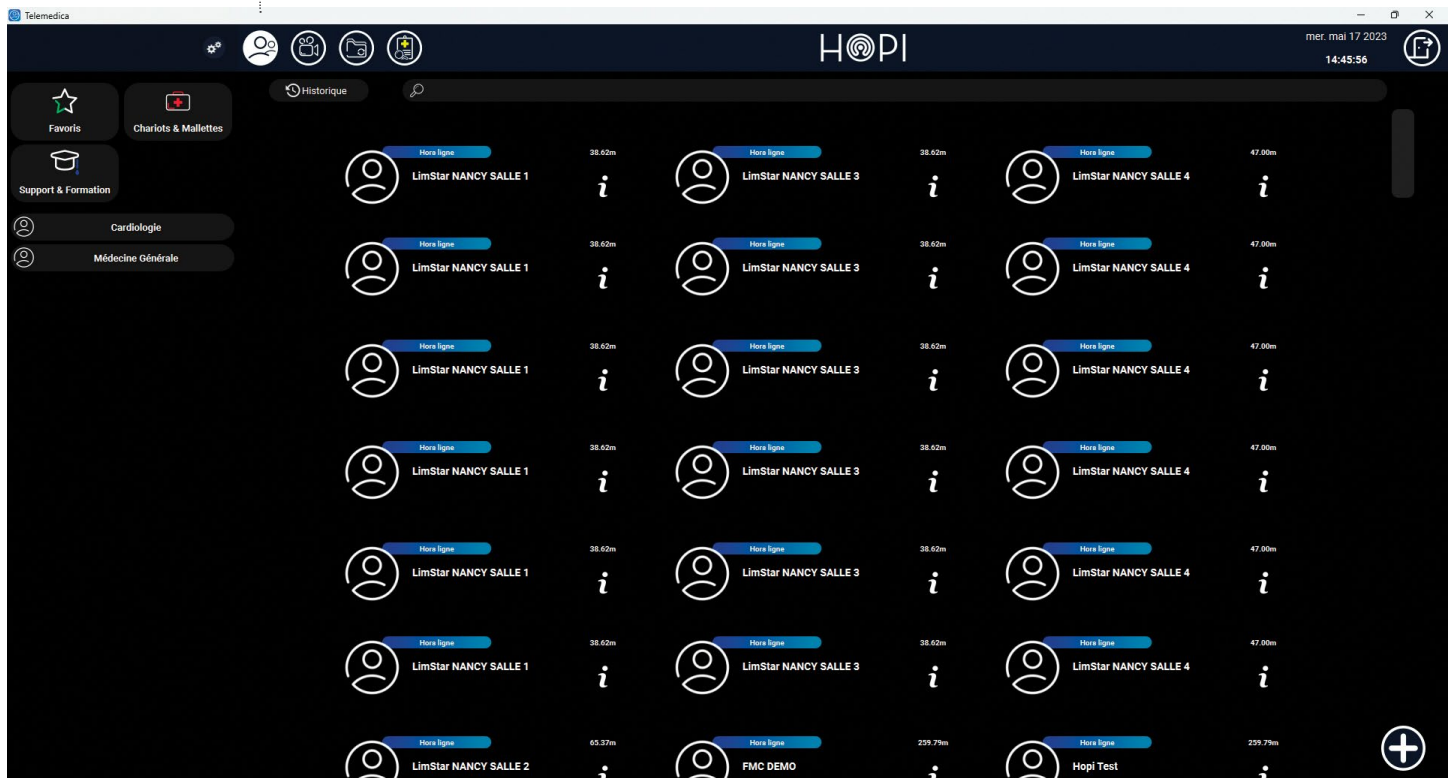 Telemedica
HOPI
mer. mai 17 2023
14:45:56
Favoris
Chariots & Mallettes
Support & Formation
Cardiologie
Médecine Générale
Historique
Hors ligne 38.62m Hors ligne 38.62m Hors ligne 47.00m
LimStar NANCY SALLE 1 i LimStar NANCY SALLE 3 i LimStar NANCY SALLE 4 i
Hors ligne 38.62m Hors ligne 38.62m Hors ligne 47.00m
LimStar NANCY SALLE 1 i LimStar NANCY SALLE 3 i LimStar NANCY SALLE 4 i
Hors ligne 38.62m Hors ligne 38.62m Hors ligne 47.00m
LimStar NANCY SALLE 1 i LimStar NANCY SALLE 3 i LimStar NANCY SALLE 4 i
Hors ligne 38.62m Hors ligne 38.62m Hors ligne 47.00m
LimStar NANCY SALLE 1 i LimStar NANCY SALLE 3 i LimStar NANCY SALLE 4 i
Hors ligne 38.62m Hors ligne 38.62m Hors ligne 47.00m
LimStar NANCY SALLE 1 i LimStar NANCY SALLE 3 i LimStar NANCY SALLE 4 i
Hors ligne 38.62m Hors ligne 38.62m Hors ligne 47.00m
LimStar NANCY SALLE 1 i LimStar NANCY SALLE 3 i LimStar NANCY SALLE 4 i
Hors ligne 65.37m Hors ligne 259.79m Hors ligne 259.79m
LimStar NANCY SALLE 2 FMC DEMO Hopi Test